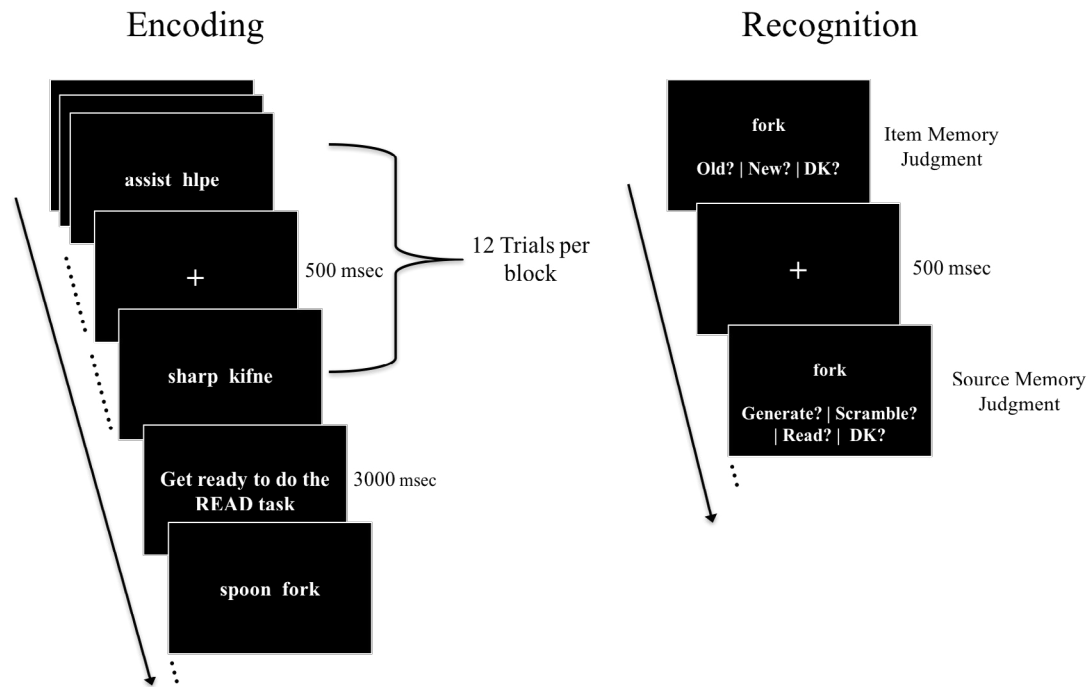 Encoding
assist hlpe
+
500 msec
12 Trials per
block
sharp kifne
Get ready to do the
READ task
3000 msec
spoon fork
Recognition
fork
Old? | New? | DK?
Item Memory
Judgment
+
500 msec
fork
Generate? | Scramble?
| Read? | DK?
Source Memory
Judgment